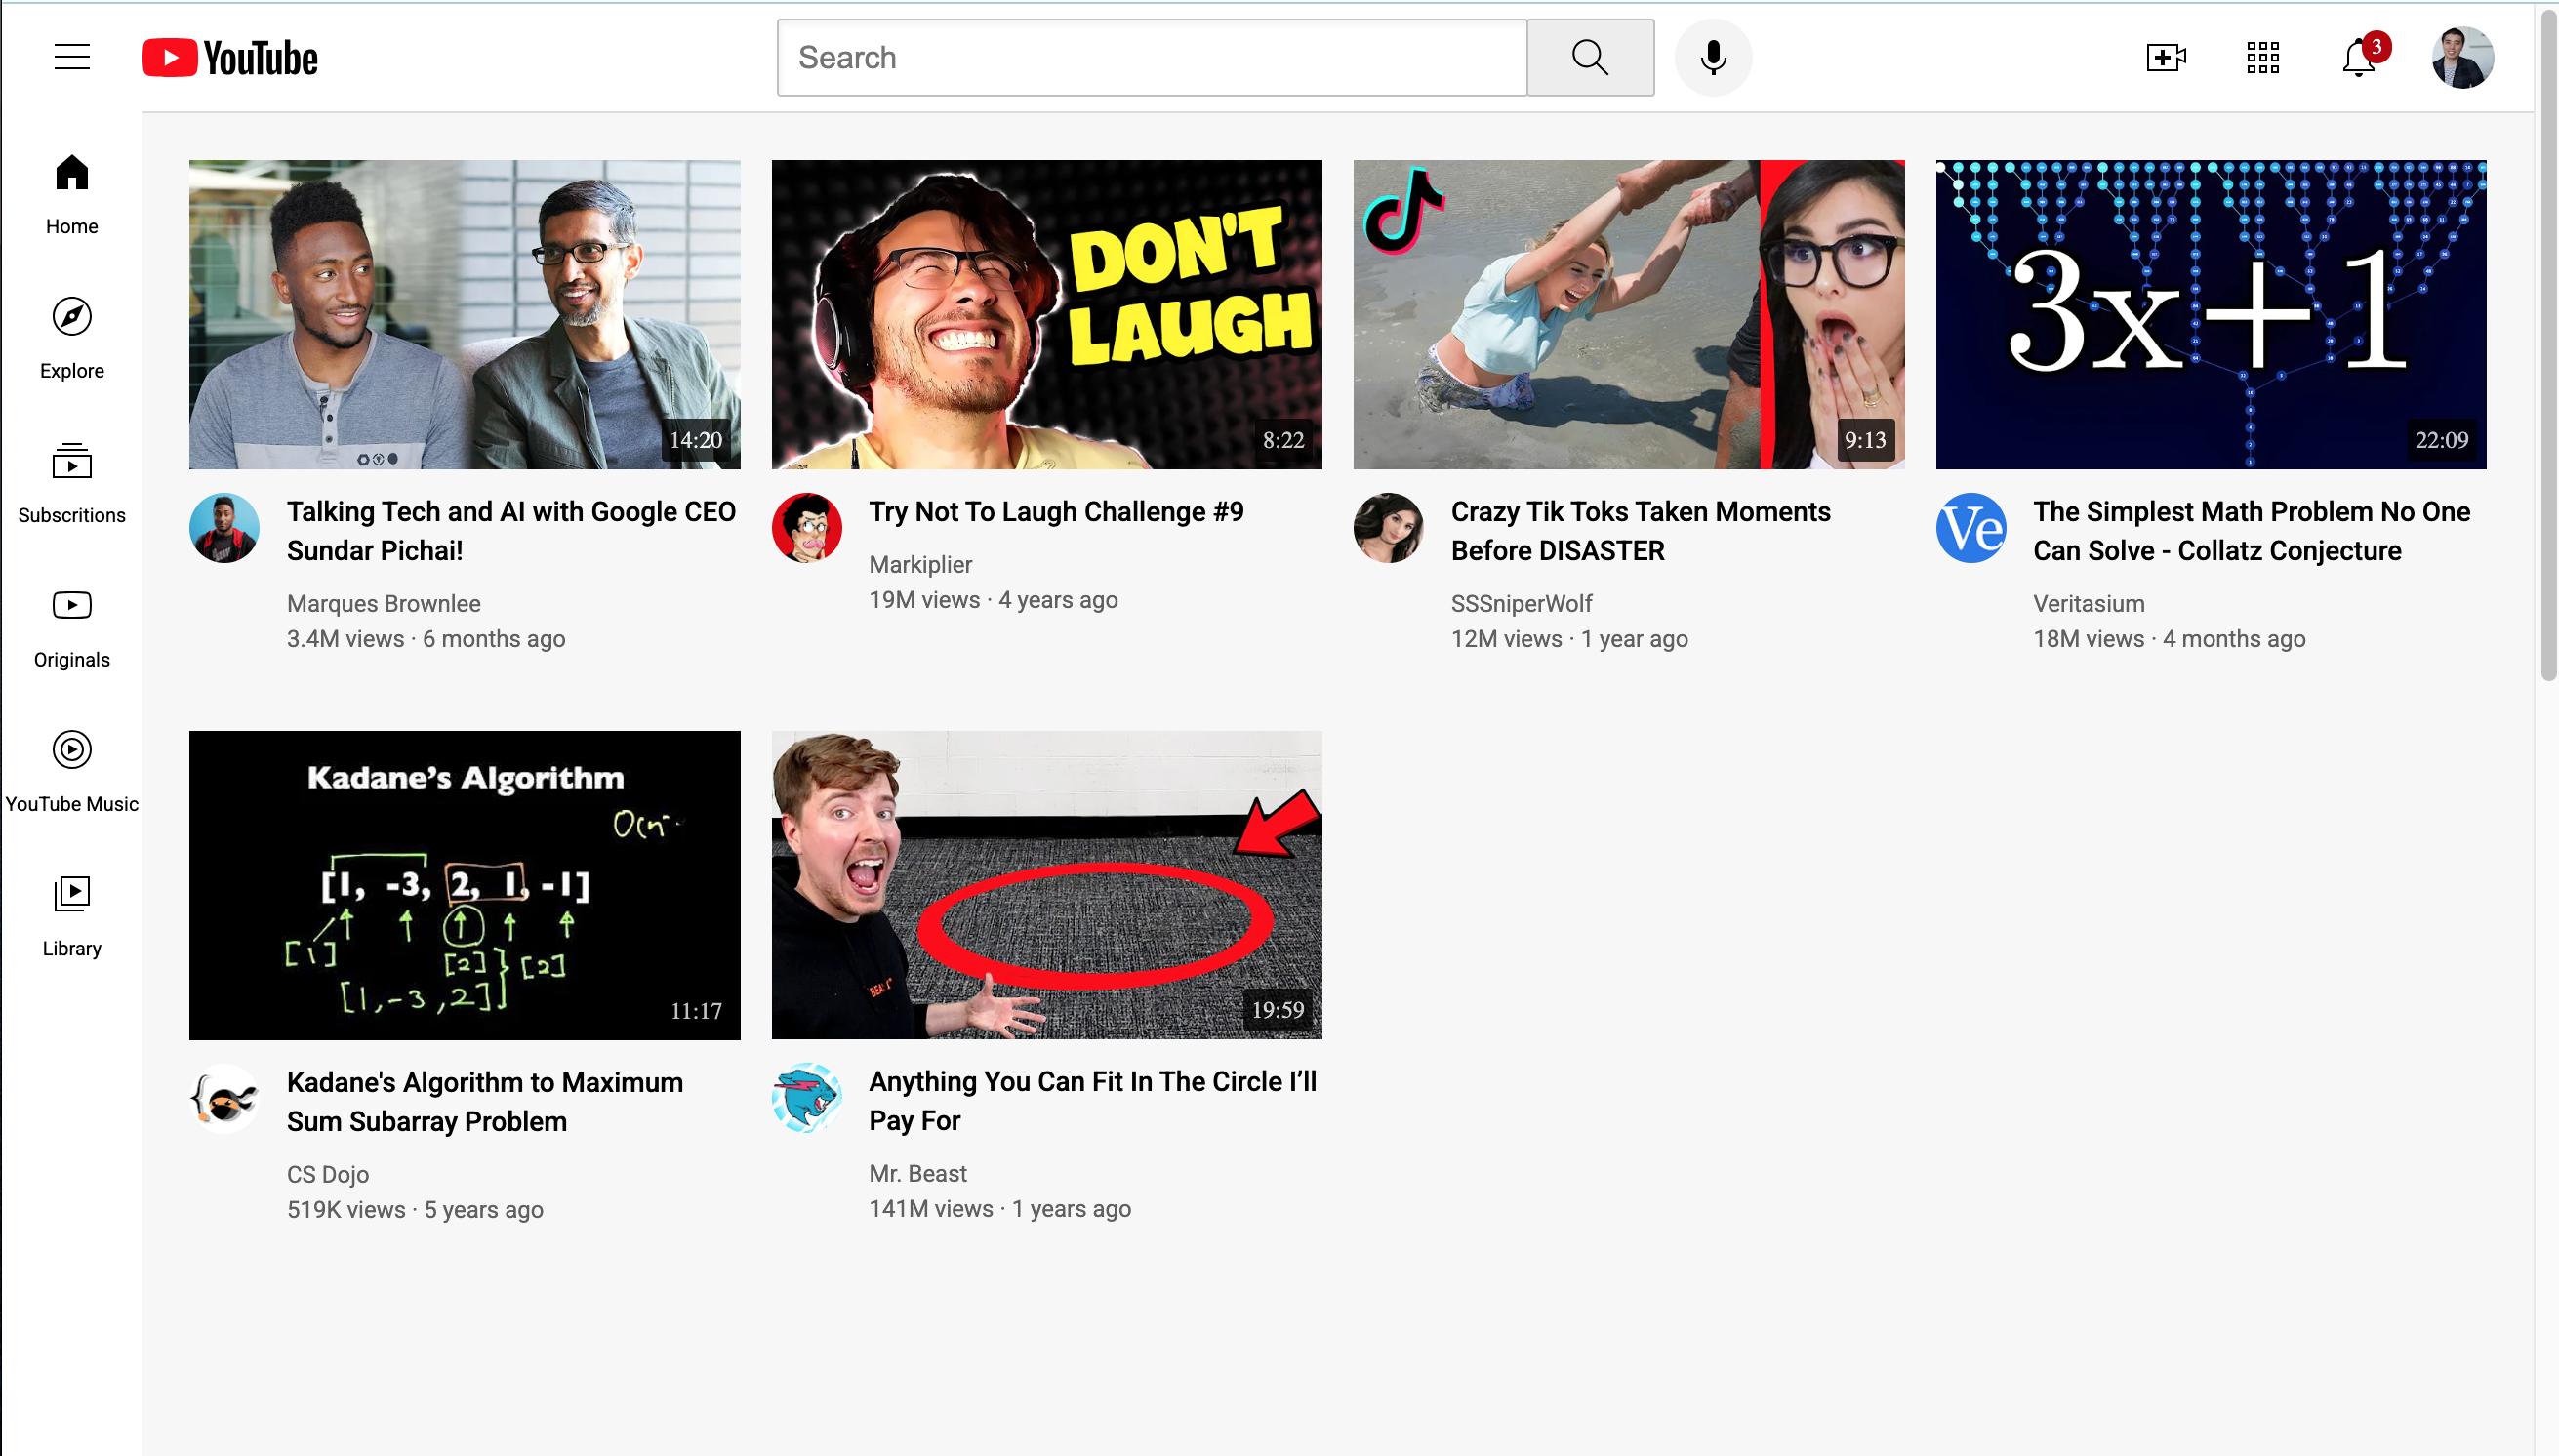 YouTube
Search
3
Home
Explore
Subscritions
Originals
YouTube Music
Library
14:20
Talking Tech and AI with Google CEO
Sundar Pichai!
Marques Brownlee
3.4M views · 6 months ago
DON'T
LAUGH
8:22
Try Not To Laugh Challenge #9
Markiplier
19M views · 4 years ago
9:13
Crazy Tik Toks Taken Moments
Before DISASTER
SSSniperWolf
12M views · 1 year ago
3x+1
22:09
Ve
The Simplest Math Problem No One
Can Solve - Collatz Conjecture
Veritasium
18M views · 4 months ago
Kadane's Algorithm
[1, -3, 2, 1, -1]
[1]
[2] [2]
[1,-3,2]
11:17
Kadane's Algorithm to Maximum
Sum Subarray Problem
CS Dojo
519K views · 5 years ago
19:59
Anything You Can Fit In The Circle I’ll
Pay For
Mr. Beast
141M views · 1 years ago